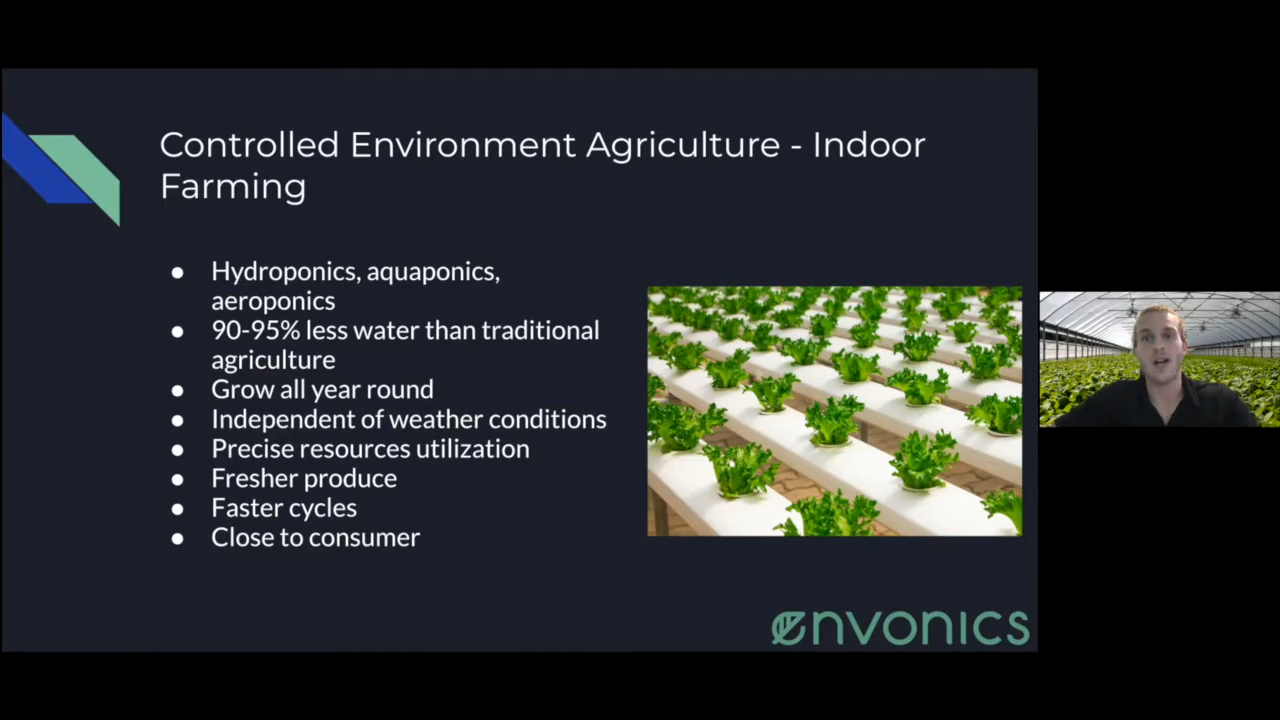 Controlled Environment Agriculture - Indoor
Farming
● Hydroponics, aquaponics,
aeroponics
● 90-95% less water than traditional
agriculture
● Grow all year round
● Independent of weather conditions
● Precise resources utilization
● Fresher produce
● Faster cycles
● Close to consumer
envonics